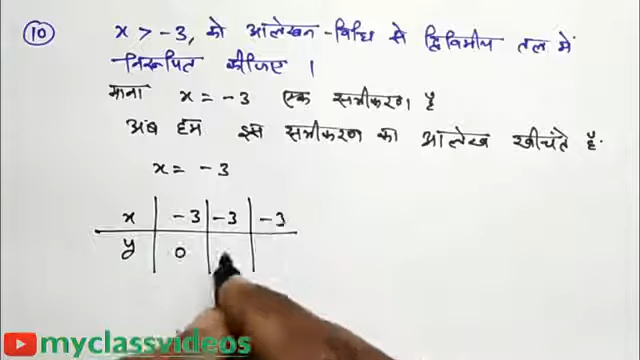 (10) x > -3, को आलेखन-विधि से द्विविमीय तल में
निरूपित कीजिए ।
माना x = -3 एक समीकरण है
अब हम इस समीकरण का आलेख खींचते है.
x = -3
x | -3 | -3 | -3
y | 0
myclassvideos